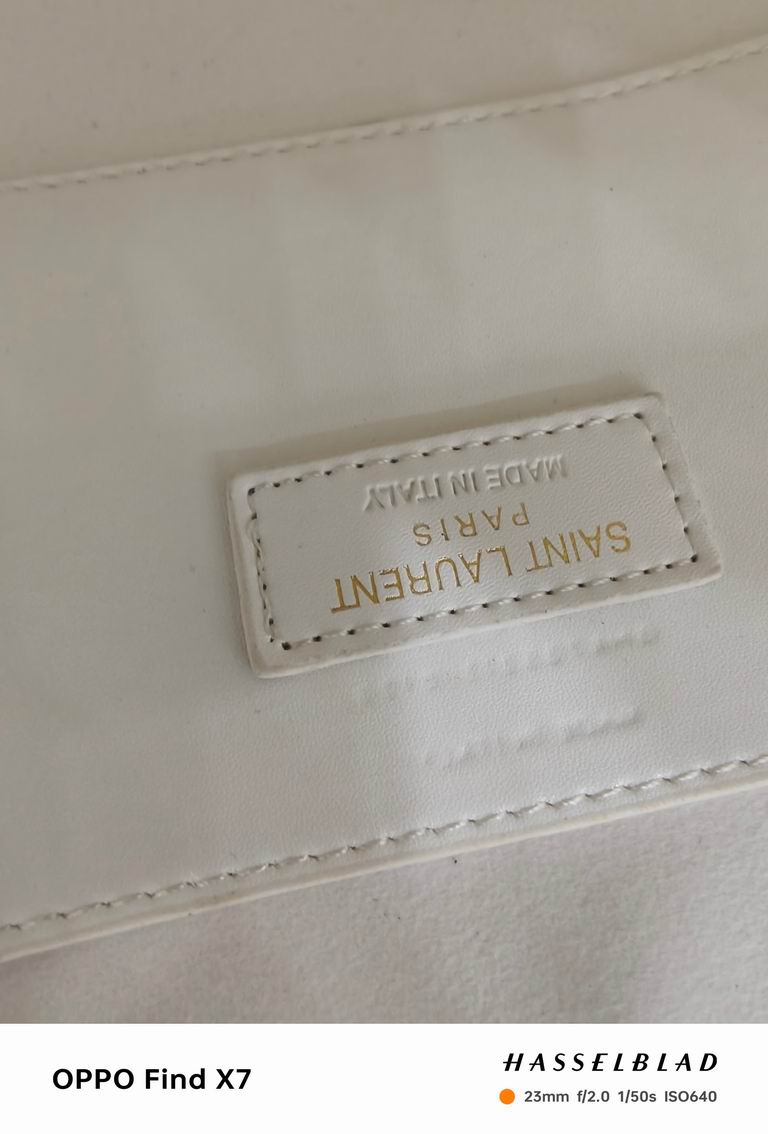 SAINT LAURENT
PARIS
MADE IN ITALY
OPPO Find X7
HASSELBLAD
23mm f/2.0 1/50s ISO640